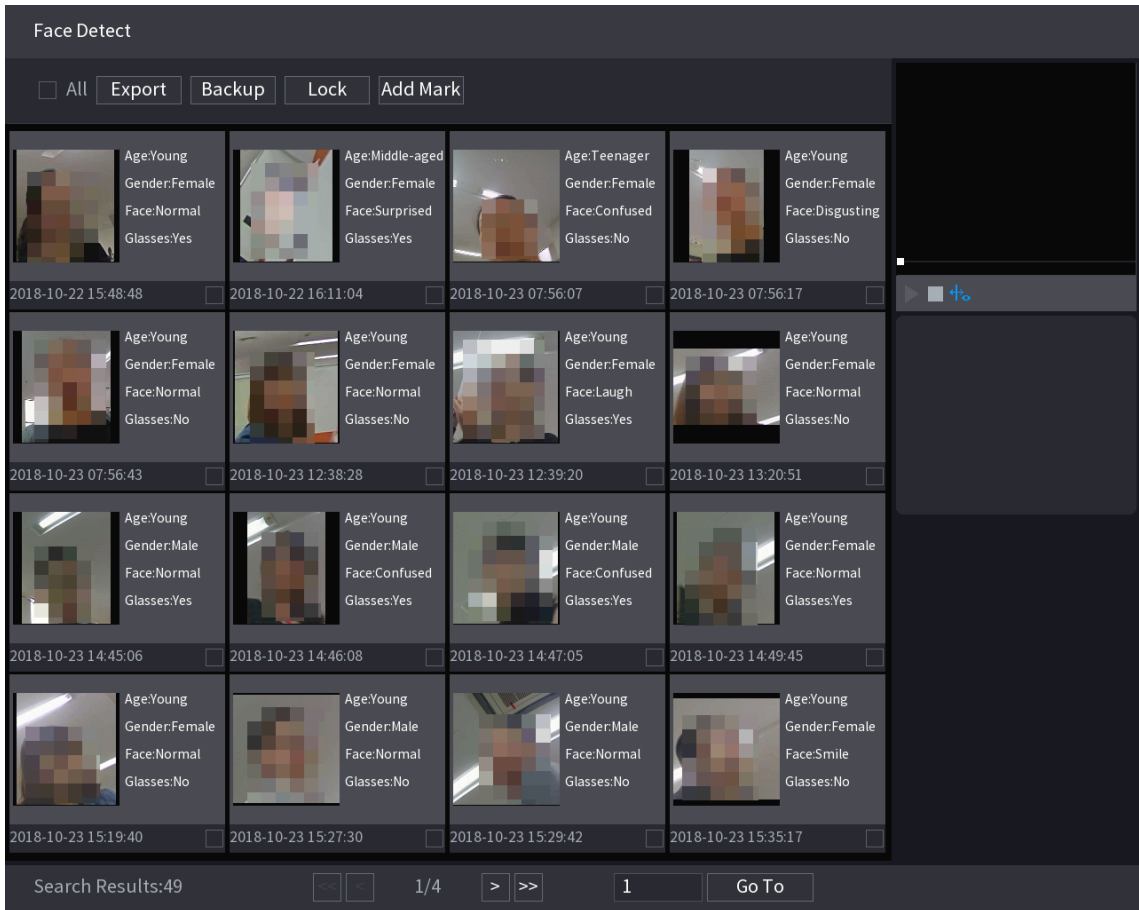 Face Detect
All Export Backup Lock Add Mark
Age:Young
Gender:Female
Face:Normal
Glasses:Yes
2018-10-22 15:48:48
Age:Middle-aged
Gender:Female
Face:Surprised
Glasses:Yes
2018-10-22 16:11:04
Age:Teenager
Gender:Female
Face:Confused
Glasses:No
2018-10-23 07:56:07
Age:Young
Gender:Female
Face:Disgusting
Glasses:No
2018-10-23 07:56:17
Age:Young
Gender:Female
Face:Normal
Glasses:No
2018-10-23 07:56:43
Age:Young
Gender:Female
Face:Normal
Glasses:No
2018-10-23 12:38:28
Age:Young
Gender:Female
Face:Laugh
Glasses:Yes
2018-10-23 12:39:20
Age:Young
Gender:Female
Face:Normal
Glasses:No
2018-10-23 13:20:51
Age:Young
Gender:Male
Face:Normal
Glasses:Yes
2018-10-23 14:45:06
Age:Young
Gender:Male
Face:Confused
Glasses:Yes
2018-10-23 14:46:08
Age:Young
Gender:Male
Face:Confused
Glasses:Yes
2018-10-23 14:47:05
Age:Young
Gender:Female
Face:Normal
Glasses:Yes
2018-10-23 14:49:45
Age:Young
Gender:Female
Face:Normal
Glasses:No
2018-10-23 15:19:40
Age:Young
Gender:Male
Face:Normal
Glasses:No
2018-10-23 15:27:30
Age:Young
Gender:Male
Face:Normal
Glasses:No
2018-10-23 15:29:42
Age:Young
Gender:Female
Face:Smile
Glasses:No
2018-10-23 15:35:17
Search Results:49 << < 1/4 > >> 1 Go To